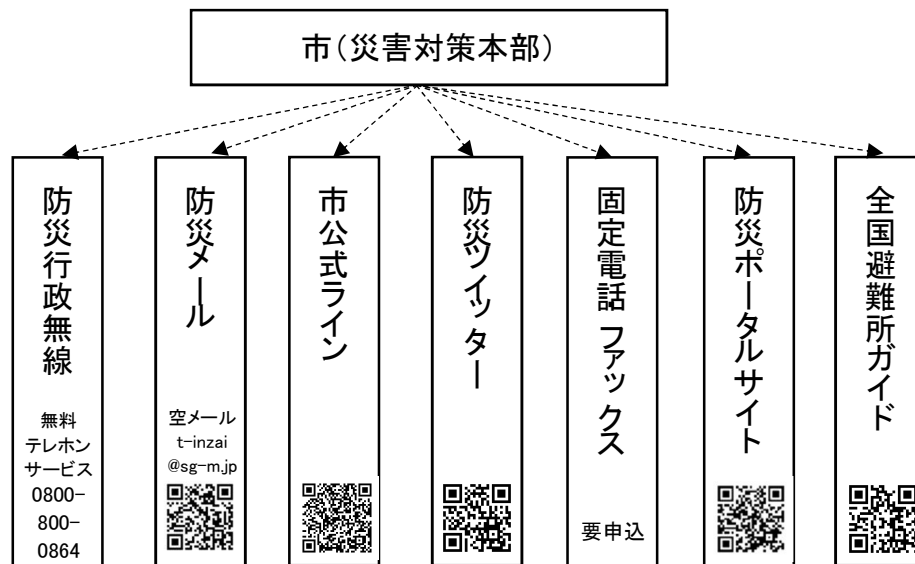 市(災害対策本部)
防災行政無線
無料
テレホン
サービス
0800-
800-
0864
防災メール
空メール
t-inzai
@sg-m.jp
市公式ライン
防災ツイッター
固定電話 ファックス
要申込
防災ポータルサイト
全国避難所ガイド